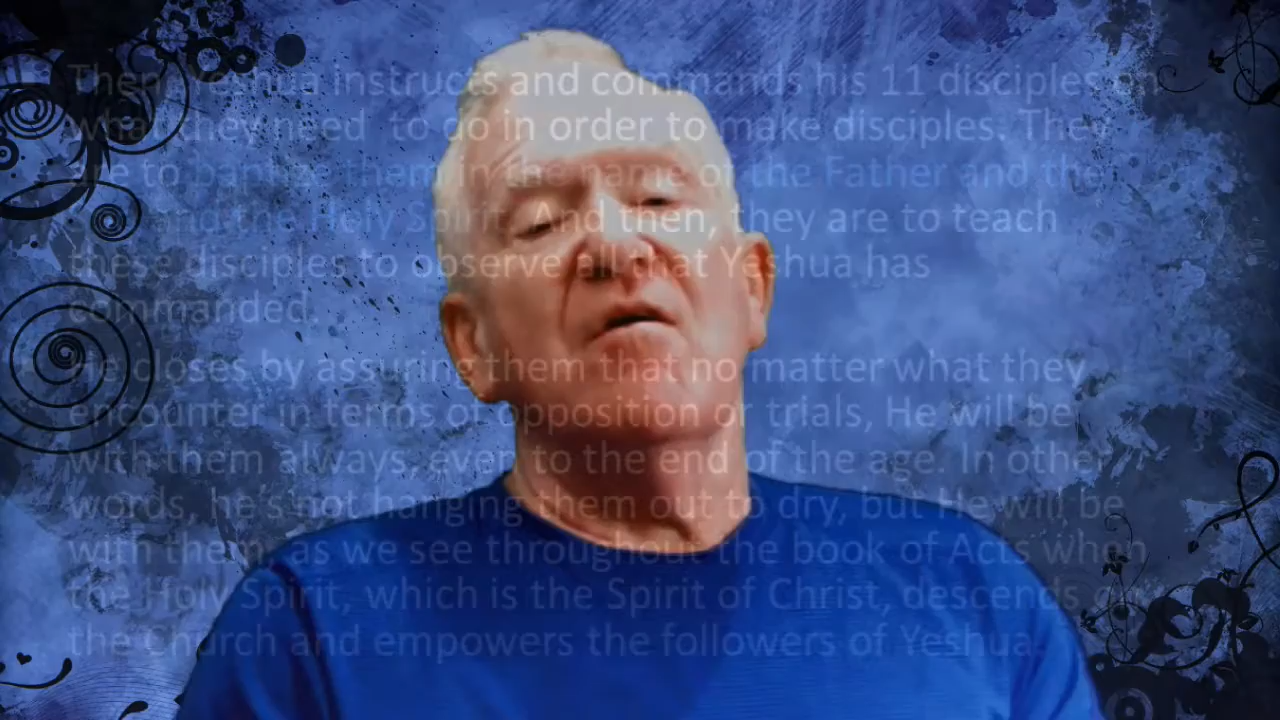 Then Yeshua instructs and commands his 11 disciples on
what they need to do in order to make disciples. They
are to baptize them in the name of the Father and the
Son and the Holy Spirit and then, they are to teach
these disciples to observe all that Yeshua has
commanded.
He closes by assuring them that no matter what they
encounter in terms of opposition or trials, He will be
with them always even to the end of the age. In other
words, he's not hanging them out to dry, but He will be
with them as we see throughout the book of Acts when
the Holy Spirit, which is the Spirit of Christ, descends on
the Church and empowers the followers of Yeshua.